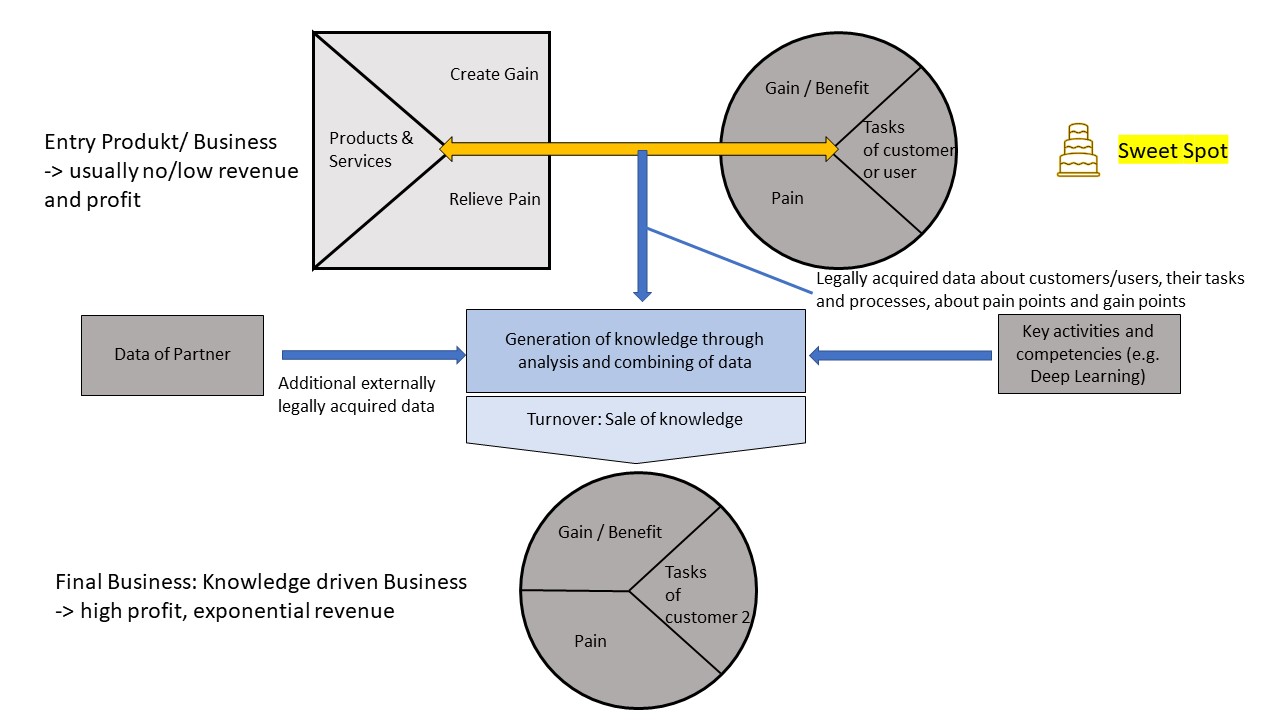 Create Gain
Gain / Benefit
Entry Produkt/ Business
-> usually no/low revenue
and profit
Products &
Services
Tasks
of customer
or user
Sweet Spot
Relieve Pain
Pain
Legally acquired data about customers/users, their tasks
and processes, about pain points and gain points
Data of Partner
Generation of knowledge through
analysis and combining of data
Key activities and
competencies (e.g.
Deep Learning)
Additional externally
legally acquired data
Turnover: Sale of knowledge
Gain / Benefit
Final Business: Knowledge driven Business
-> high profit, exponential revenue
Tasks
of
customer 2
Pain